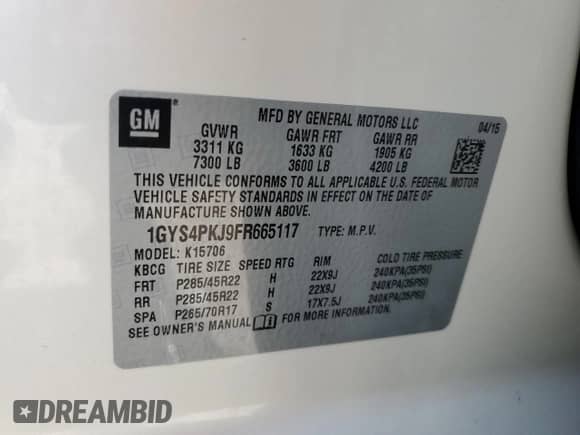 GM
®
MFD BY GENERAL MOTORS LLC 04/15
GVWR GAWR FRT GAWR RR
3311 KG 1633 KG 1905 KG
7300 LB 3600 LB 4200 LB
THIS VEHICLE CONFORMS TO ALL APPLICABLE U.S. FEDERAL MOTOR
VEHICLE SAFETY STANDARDS IN EFFECT ON THE DATE OF
MANUFACTURE SHOWN ABOVE.
1GYS4PKJ9FR665117 TYPE: M.P.V.
MODEL: K15706
KBCG TIRE SIZE SPEED RTG RIM COLD TIRE PRESSURE
FRT P285/45R22 H 22X9J 240KPA(35PSI)
RR P285/45R22 H 22X9J 240KPA(35PSI)
SPA P265/70R17 S 17X7.5J 240KPA(35PSI)
SEE OWNER'S MANUAL FOR MORE INFORMATION.
DREAMBID